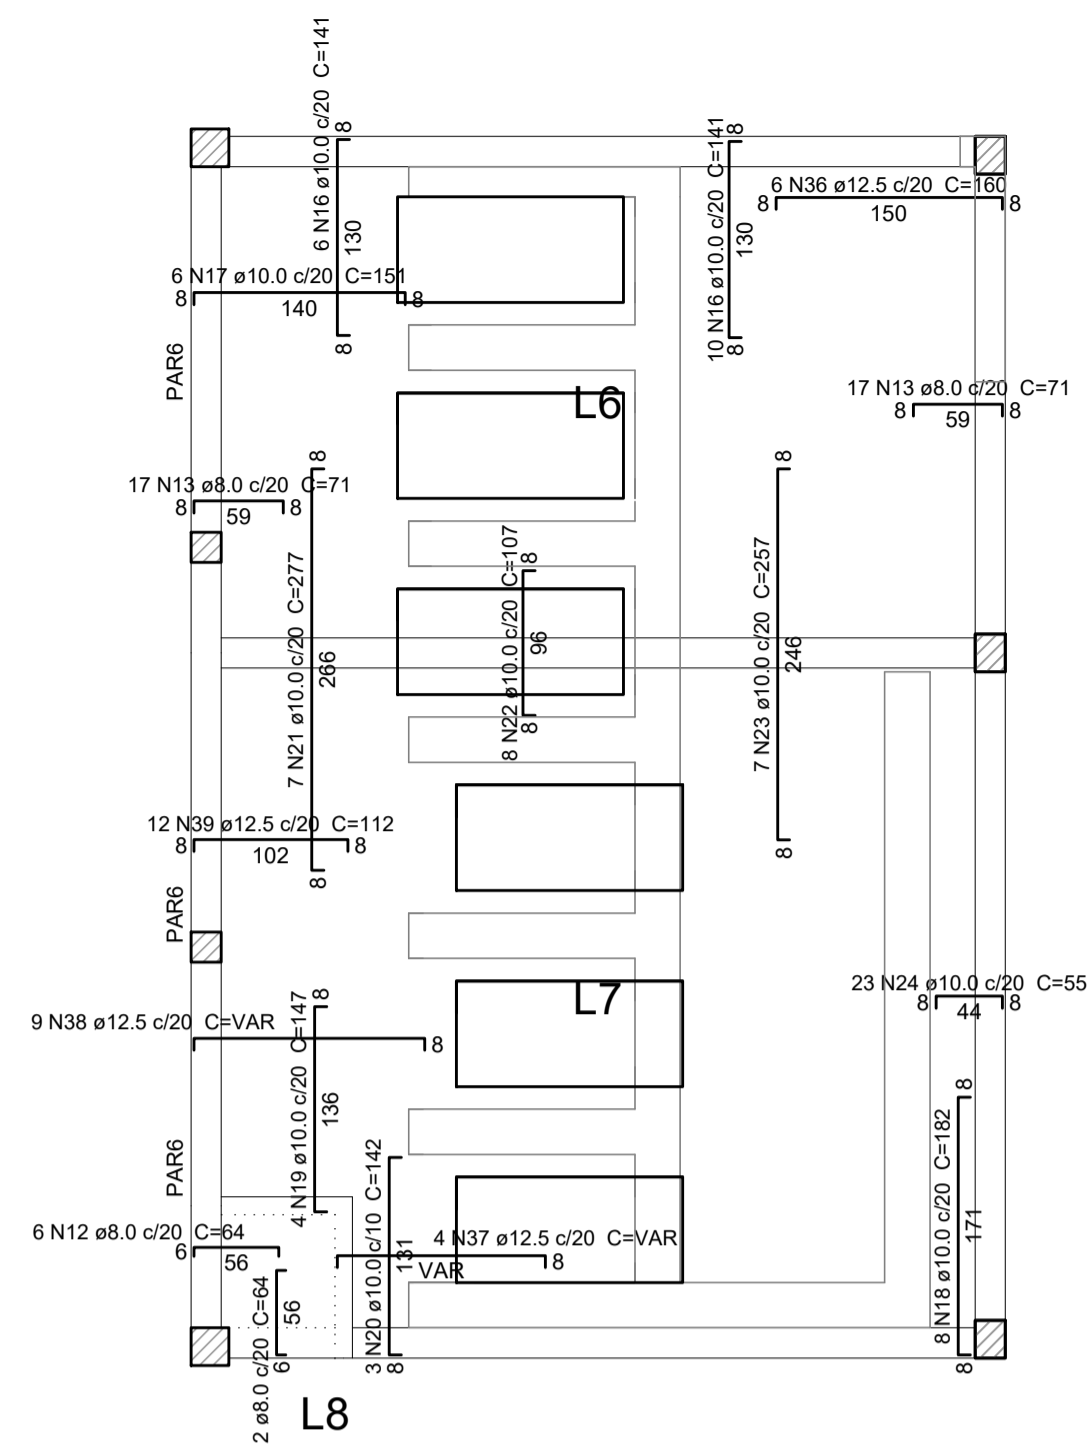 6 N16 ø10.0 c/20 C=141
8
130
8
10 N16 ø10.0 c/20 C=141
8
130
8
6 N36 ø12.5 c/20 C=160
8
150
8
6 N17 ø10.0 c/20 C=151
8
140
8
PAR6
L6
17 N13 ø8.0 c/20 C=71
8
59
8
17 N13 ø8.0 c/20 C=71
8
59
8
7 N21 ø10.0 c/20 C=277
8
266
8
8 N22 ø10.0 c/20 C=107
8
96
8
7 N23 ø10.0 c/20 C=257
8
246
8
12 N39 ø12.5 c/20 C=112
8
102
8
PAR6
L7
23 N24 ø10.0 c/20 C=55
8
44
8
9 N38 ø12.5 c/20 C=VAR
8
4 N19 ø10.0 c/20 C=147
8
136
PAR6
8 N18 ø10.0 c/20 C=182
8
171
8
6 N12 ø8.0 c/20 C=64
6
56
4 N37 ø12.5 c/20 C=VAR
VAR
8
3 N20 ø10.0 c/10 C=142
131
8
2 ø8.0 c/20 C=64
56
6
L8